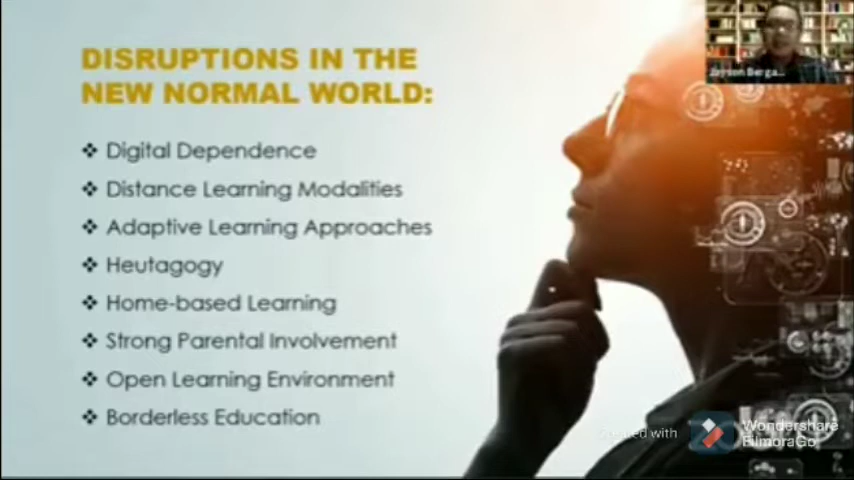 DISRUPTIONS IN THE
NEW NORMAL WORLD:
❖ Digital Dependence
❖ Distance Learning Modalities
❖ Adaptive Learning Approaches
❖ Heutagogy
❖ Home-based Learning
❖ Strong Parental Involvement
❖ Open Learning Environment
❖ Borderless Education
Berga...
Created with
Wondershare
FilmoraGo